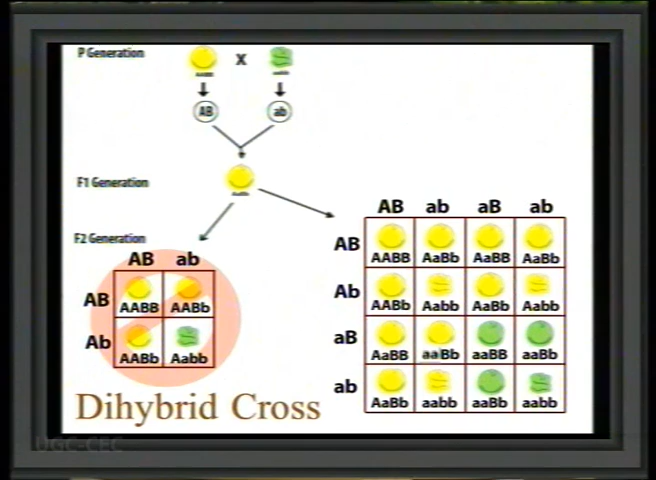 P Generation
X
AB ab
F1 Generation
F2 Generation
AB ab
AB AABB AABb
Ab AABb Aabb
AB ab aB ab
AB AABB AaBb AaBB AaBb
Ab AABb Aabb AaBb Aabb
aB AaBB aaBb aaBB aaBb
ab AaBb aabb aaBb aabb
Dihybrid Cross
UGC-CEC